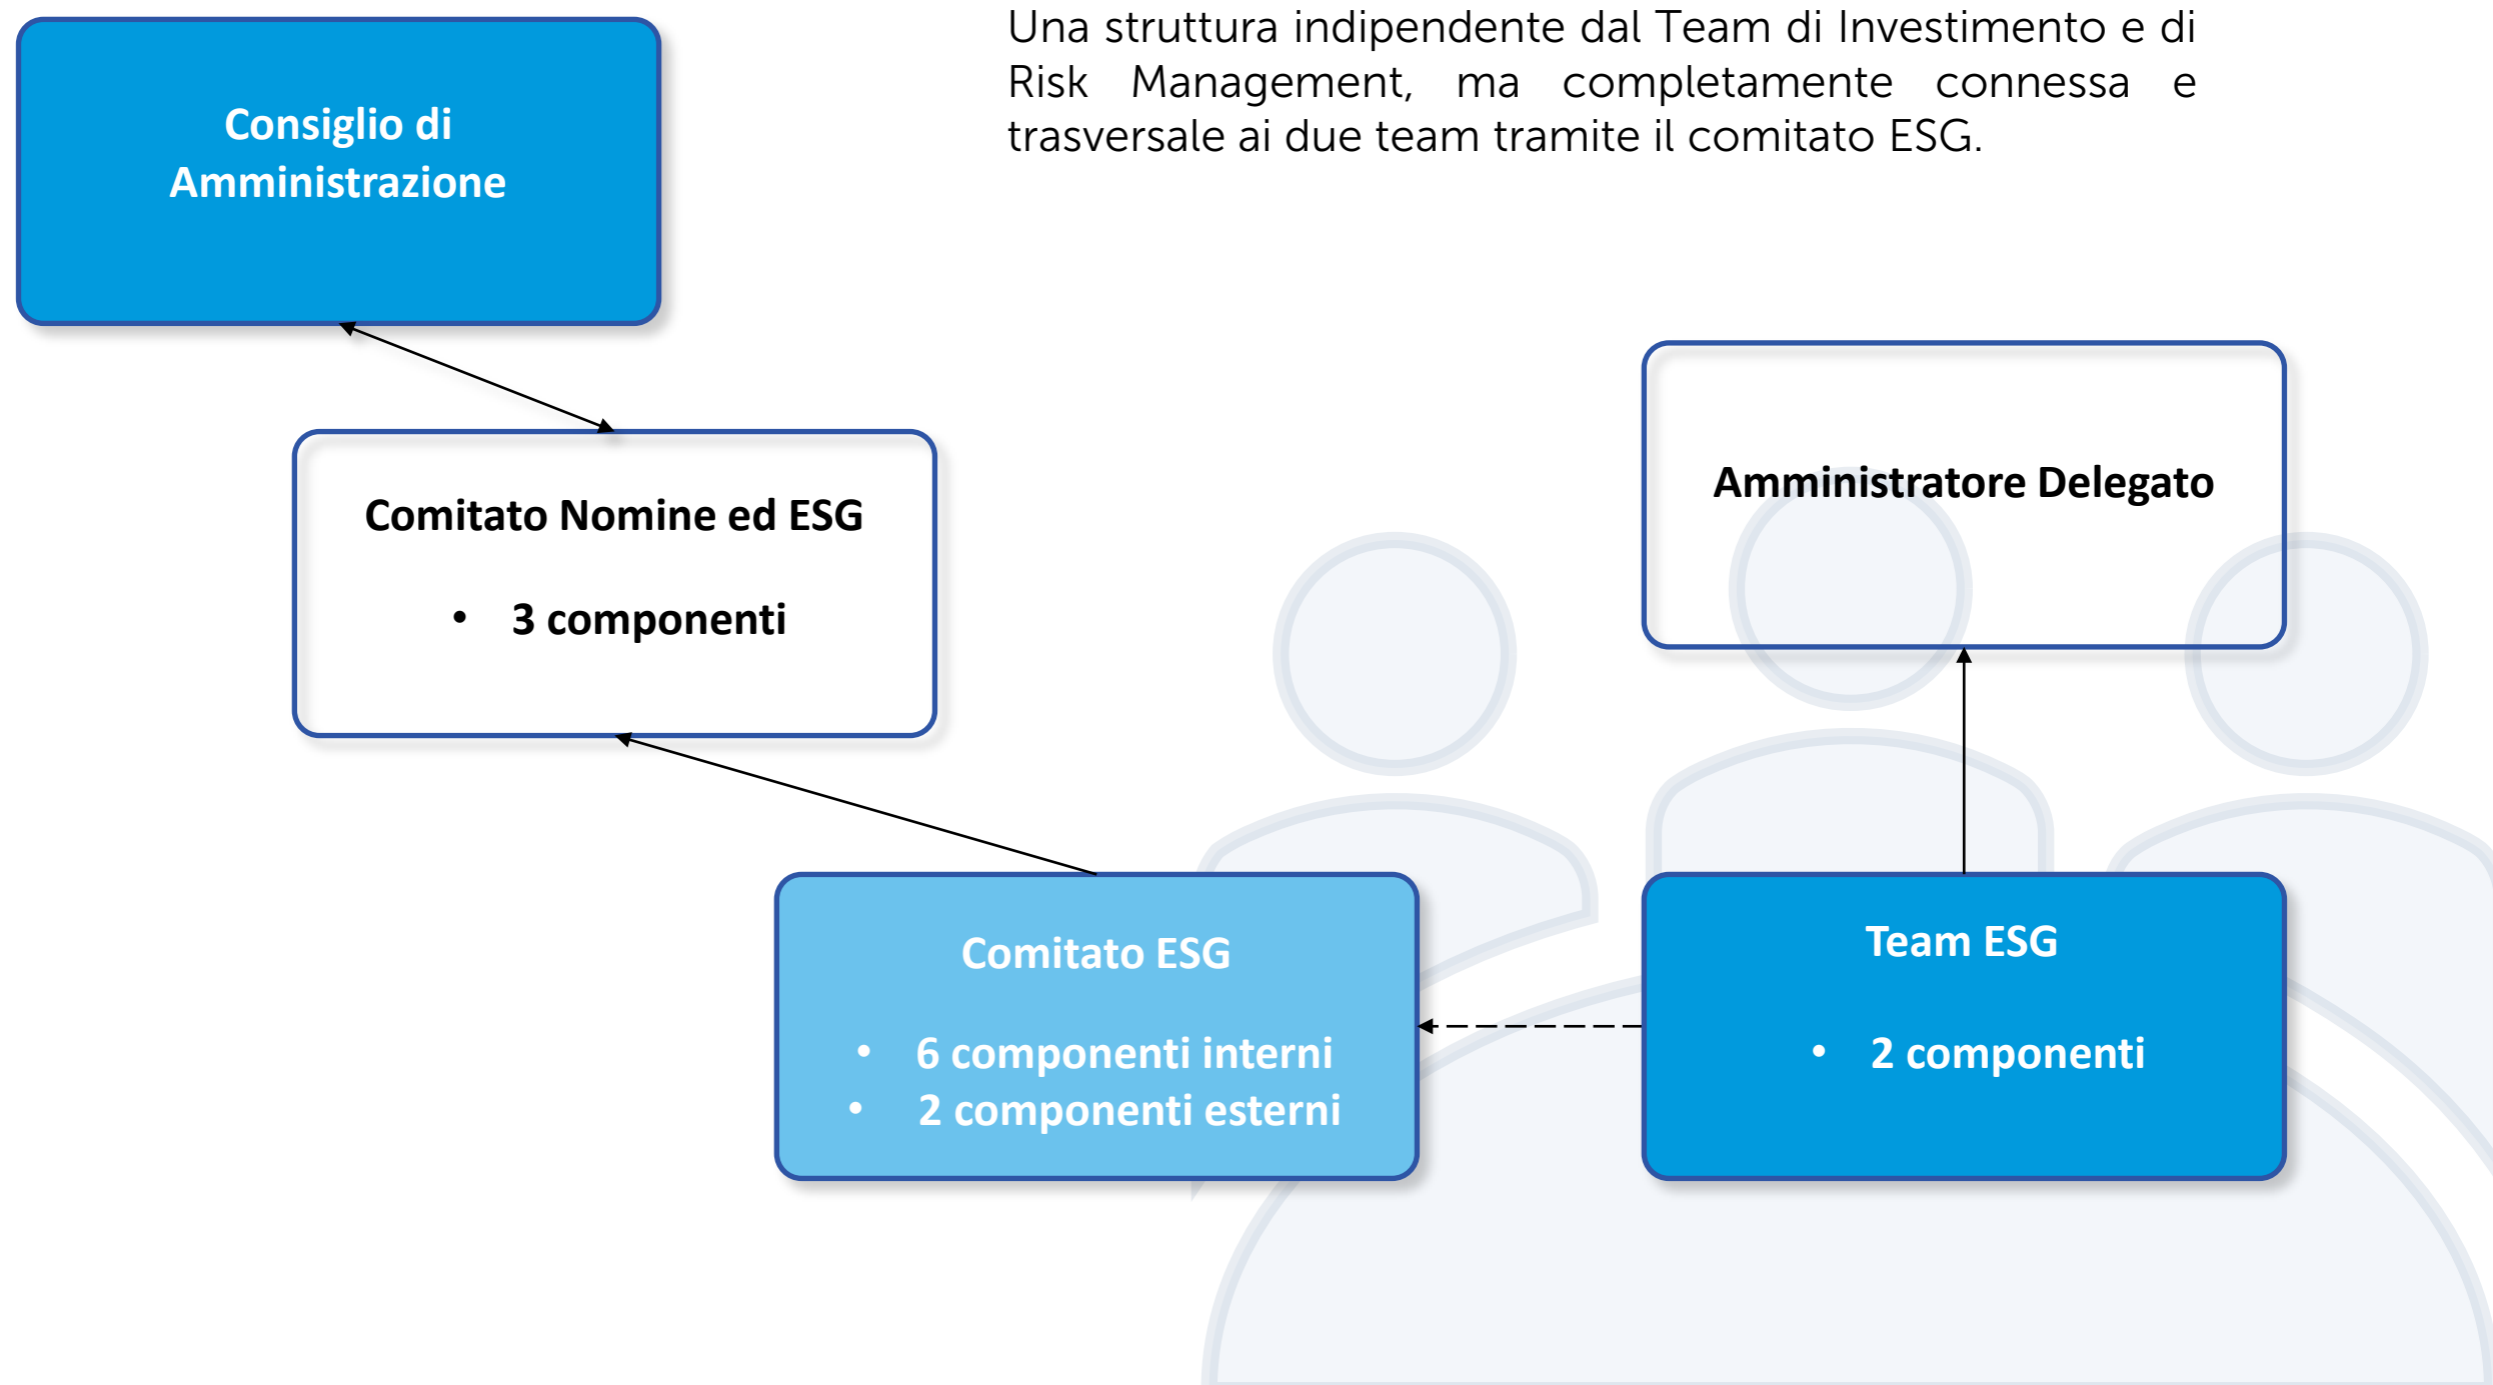 Una struttura indipendente dal Team di Investimento e di
Risk Management, ma completamente connessa e
trasversale ai due team tramite il comitato ESG.
Consiglio di
Amministrazione
Comitato Nomine ed ESG
• 3 componenti
Amministratore Delegato
Comitato ESG
• 6 componenti interni
• 2 componenti esterni
Team ESG
• 2 componenti